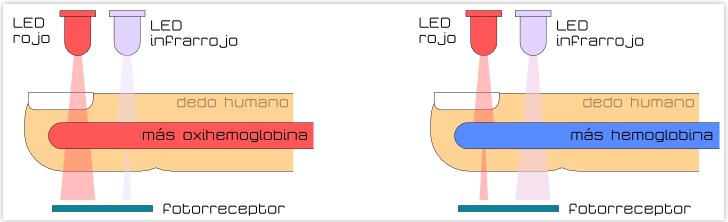 LED
rojo
LED
infrarrojo
dedo humano
más oxihemoglobina
fotorreceptor
LED
rojo
LED
infrarrojo
dedo humano
más hemoglobina
fotorreceptor